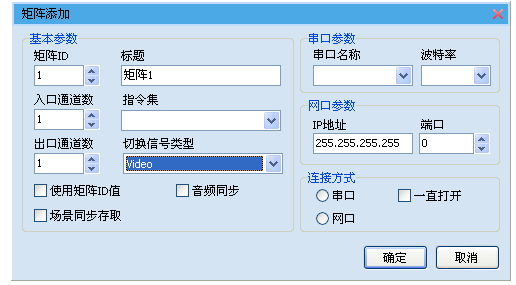 矩阵添加
基本参数
矩阵ID 标题
1 矩阵1
入口通道数 指令集
1
出口通道数 切换信号类型
1 Video
使用矩阵ID值 音频同步
场景同步存取
串口参数
串口名称 波特率
网口参数
IP地址 端口
255.255.255.255 0
连接方式
串口 一直打开
网口
确定 取消